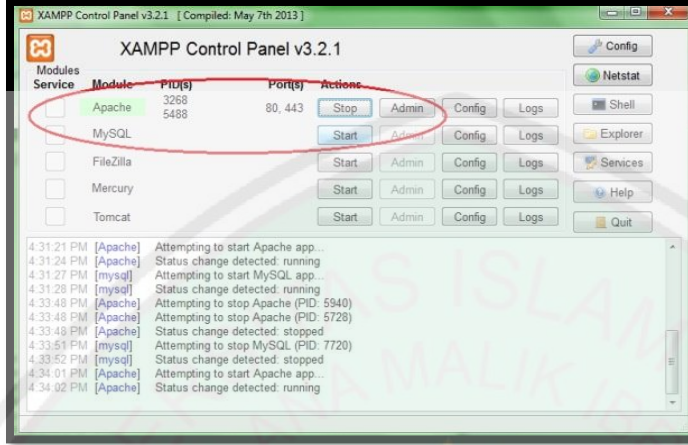 XAMPP Control Panel v3.2.1 [ Compiled: May 7th 2013 ]
XAMPP Control Panel v3.2.1
Config
Modules
Service Module PID(s) Port(s) Actions
Netstat
Apache 3268 5488 80, 443 Stop Admin Config Logs
Shell
MySQL Start Admin Config Logs
Explorer
FileZilla Start Admin Config Logs
Services
Mercury Start Admin Config Logs
Help
Tomcat Start Admin Config Logs
Quit
4:31:21 PM [Apache] Attempting to start Apache app...
4:31:24 PM [Apache] Status change detected: running
4:31:27 PM [mysql] Attempting to start MySQL app...
4:31:28 PM [mysql] Status change detected: running
4:33:48 PM [Apache] Attempting to stop Apache (PID: 5940)
4:33:48 PM [Apache] Attempting to stop Apache (PID: 5728)
4:33:48 PM [Apache] Status change detected: stopped
4:33:51 PM [mysql] Attempting to stop MySQL (PID: 7720)
4:33:52 PM [mysql] Status change detected: stopped
4:34:01 PM [Apache] Attempting to start Apache app...
4:34:02 PM [Apache] Status change detected: running
AS ISLAM
ANA MALIK IB